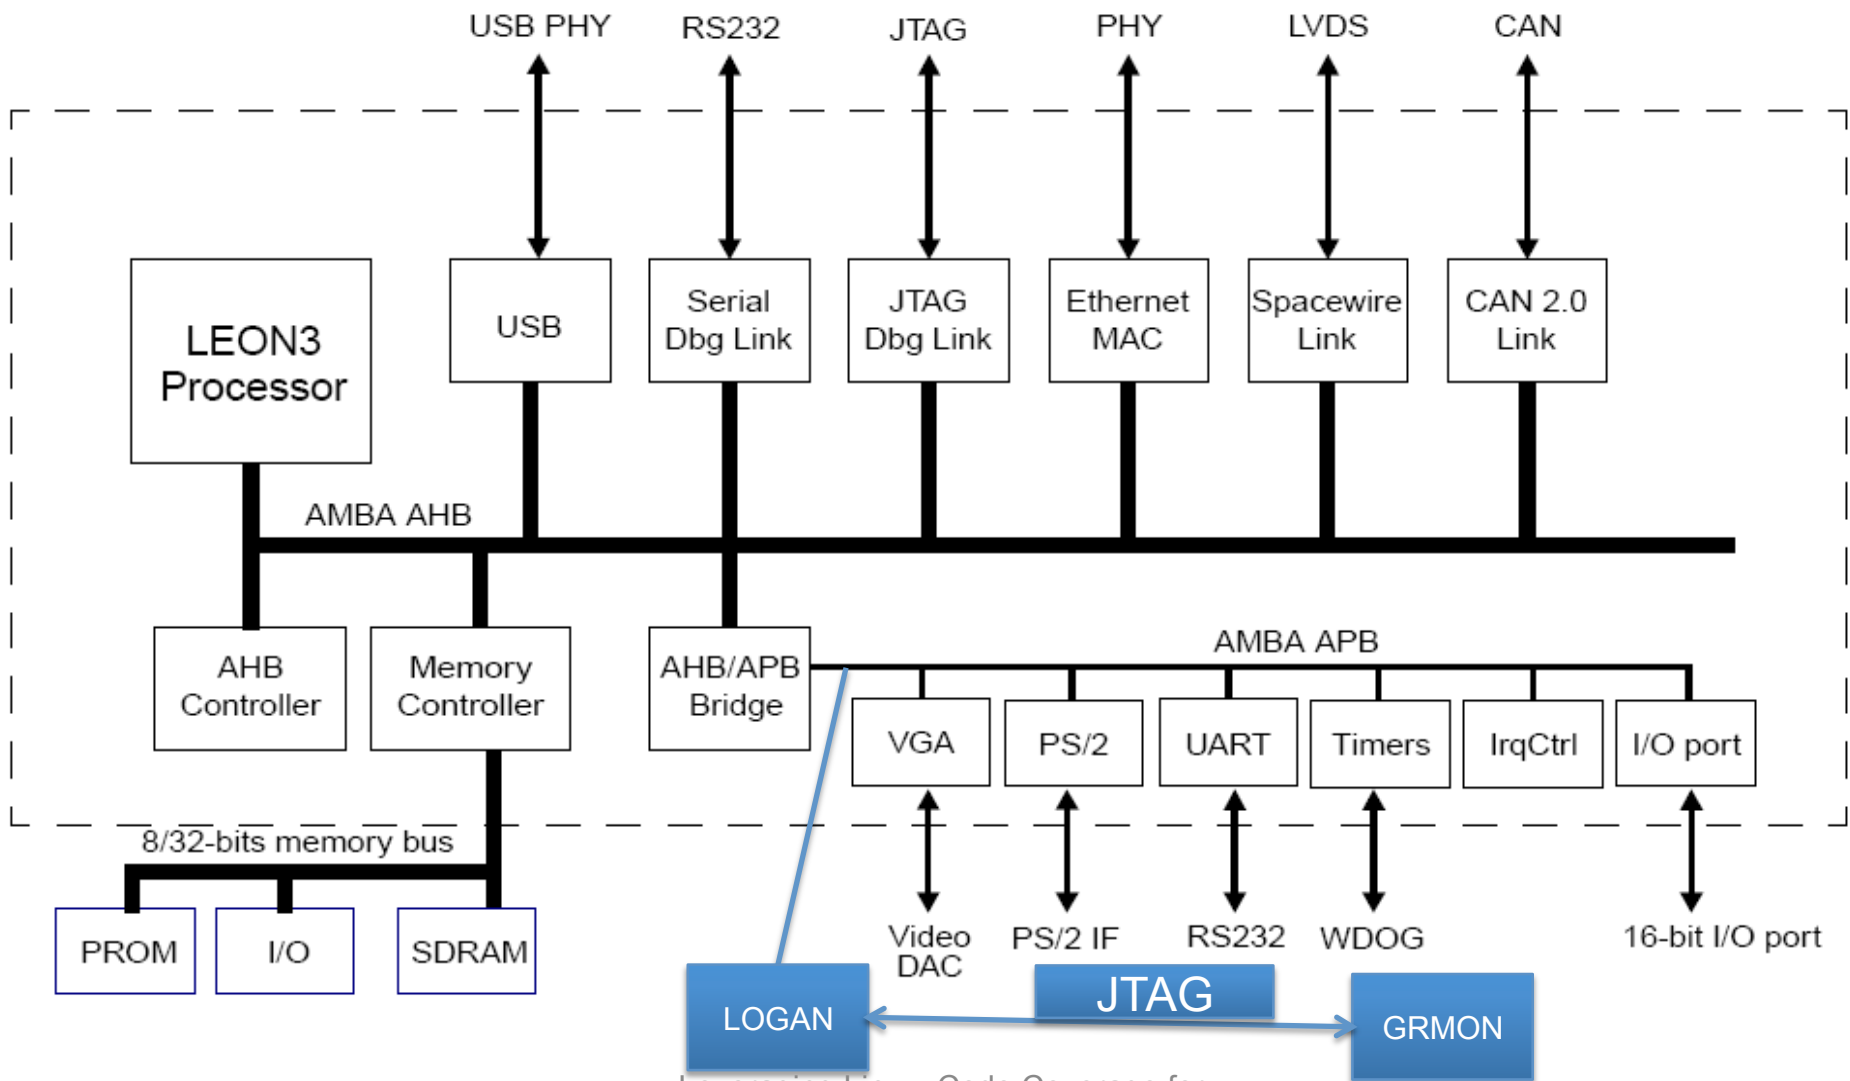 USB PHY
RS232
JTAG
PHY
LVDS
CAN
LEON3
Processor
USB
Serial
Dbg Link
JTAG
Dbg Link
Ethernet
MAC
Spacewire
Link
CAN 2.0
Link
AMBA AHB
AHB
Controller
Memory
Controller
AHB/APB
Bridge
AMBA APB
VGA
PS/2
UART
Timers
IrqCtrl
I/O port
8/32-bits memory bus
PROM
I/O
SDRAM
Video
DAC
PS/2 IF
RS232
WDOG
16-bit I/O port
LOGAN
JTAG
GRMON
Code Coverage for